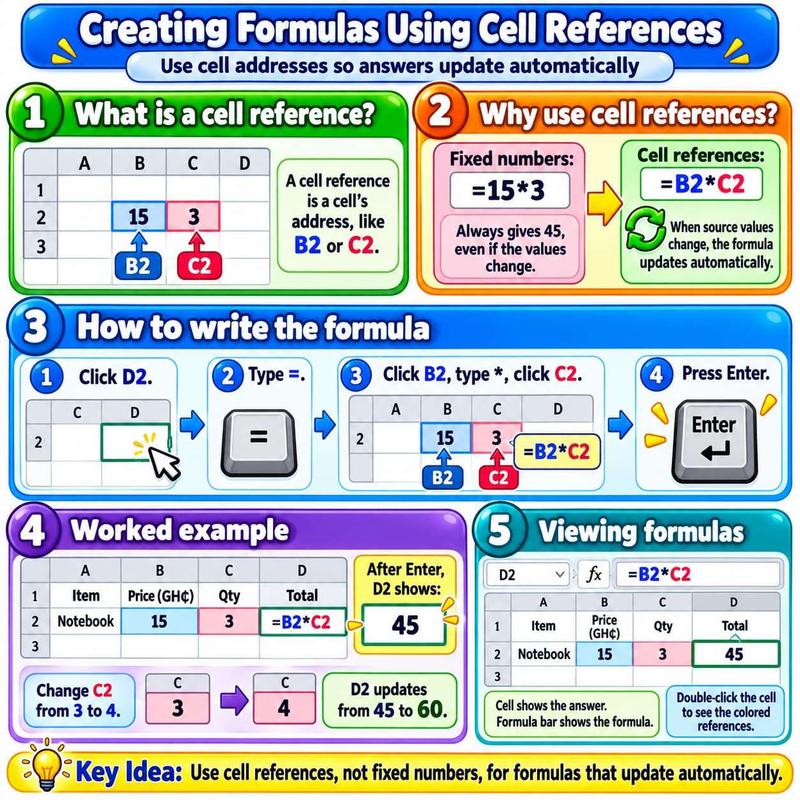 Creating Formulas Using Cell References
Use cell addresses so answers update automatically
1 What is a cell reference?
A B C D
1
2 15 3
3
B2 C2
A cell reference
is a cell's
address, like
B2 or C2.
2 Why use cell references?
Fixed numbers:
=15*3
Always gives 45,
even if the values
change.
Cell references:
=B2*C2
When source values
change, the formula
updates automatically.
3 How to write the formula
1 Click D2.
C D
2
2 Type =.
=
3 Click B2, type *, click C2.
A B C D
2 15 3
=B2*C2
B2 C2
4 Press Enter.
Enter
↵
4 Worked example
A B C D
1 Item Price (GH₵) Qty Total
2 Notebook 15 3 =B2*C2
3
After Enter,
D2 shows:
45
Change C2
from 3 to 4.
C
3
C
4
D2 updates
from 45 to 60.
5 Viewing formulas
D2 fx =B2*C2
A B C D
1 Item Price
(GH₵) Qty Total
2 Notebook 15 3 45
3
Cell shows the answer.
Formula bar shows the formula.
Double-click the cell
to see the colored
references.
Key Idea: Use cell references, not fixed numbers, for formulas that update automatically.